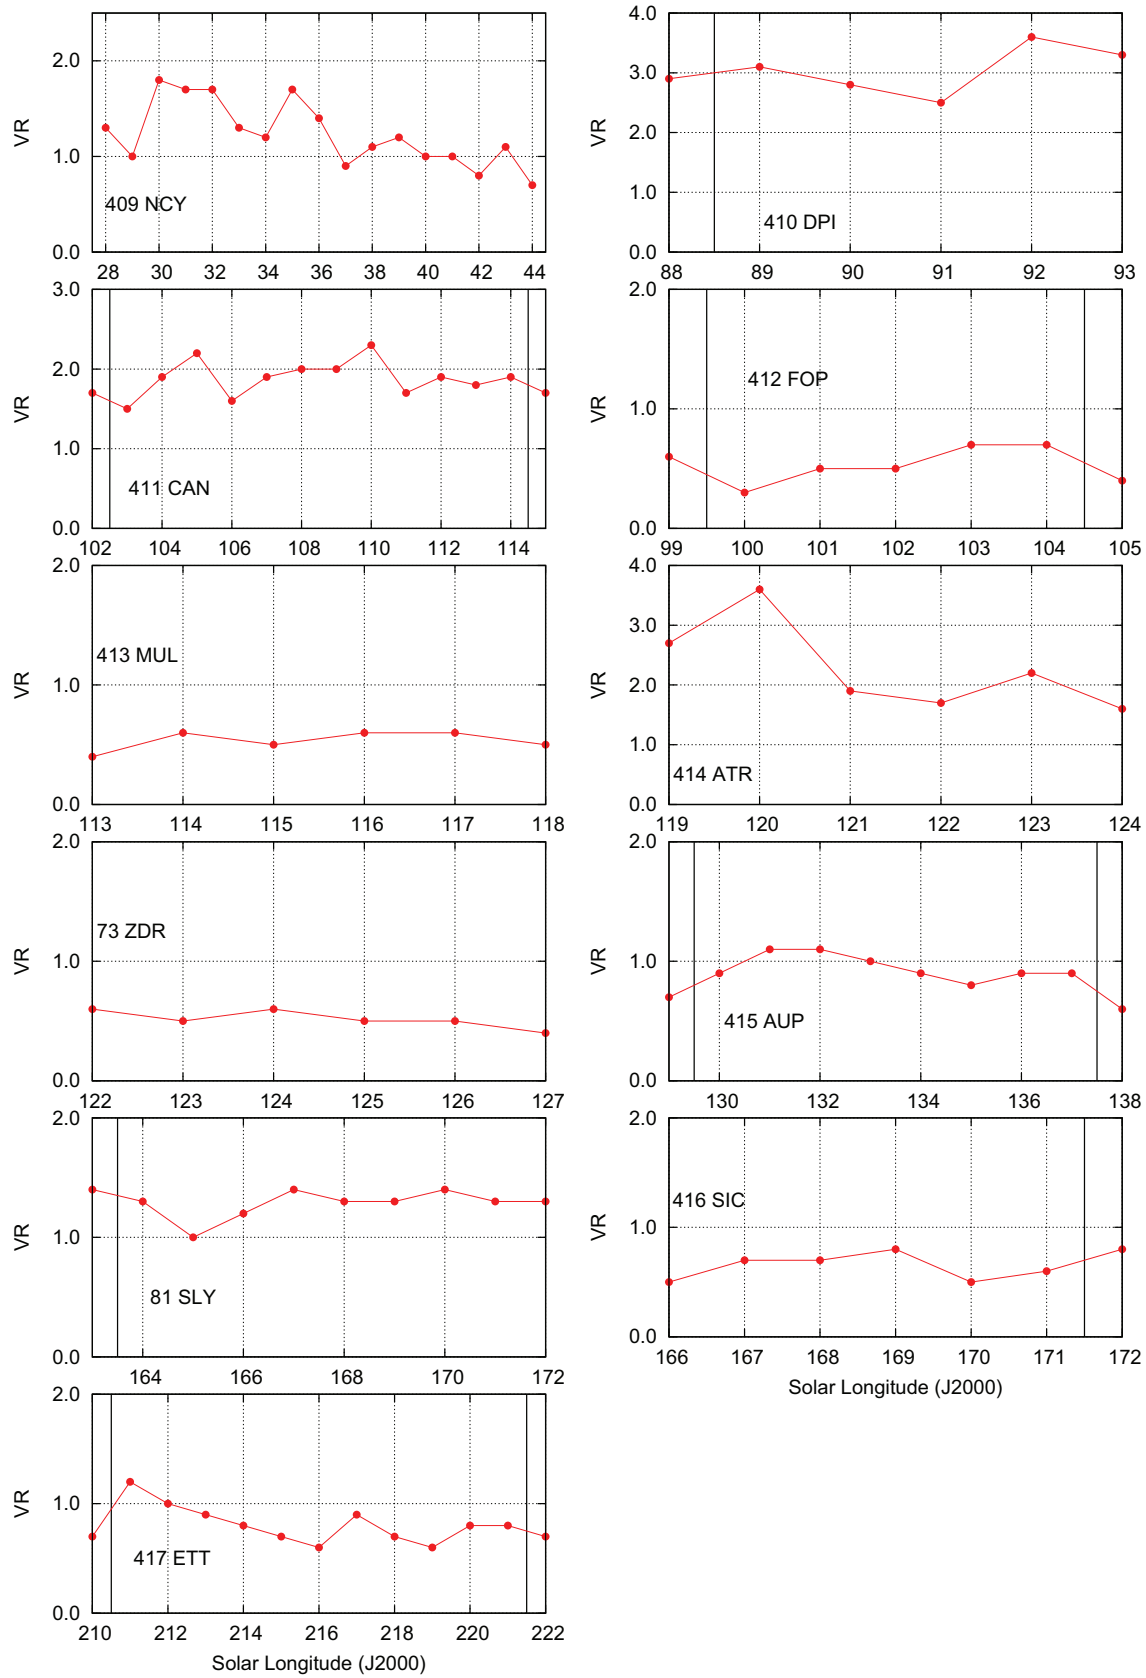 2.0
1.0
0.0
VR
409 NCY
28 30 32 34 36 38 40 42 44
4.0
3.0
2.0
1.0
0.0
VR
410 DPI
88 89 90 91 92 93
3.0
2.0
1.0
0.0
VR
411 CAN
102 104 106 108 110 112 114
2.0
1.0
0.0
VR
412 FOP
99 100 101 102 103 104 105
2.0
1.0
0.0
VR
413 MUL
113 114 115 116 117 118
4.0
3.0
2.0
1.0
0.0
VR
414 ATR
119 120 121 122 123 124
2.0
1.0
0.0
VR
73 ZDR
122 123 124 125 126 127
2.0
1.0
0.0
VR
415 AUP
130 132 134 136 138
2.0
1.0
0.0
VR
81 SLY
164 166 168 170 172
2.0
1.0
0.0
VR
416 SIC
166 167 168 169 170 171 172
Solar Longitude (J2000)
2.0
1.0
0.0
VR
417 ETT
210 212 214 216 218 220 222
Solar Longitude (J2000)